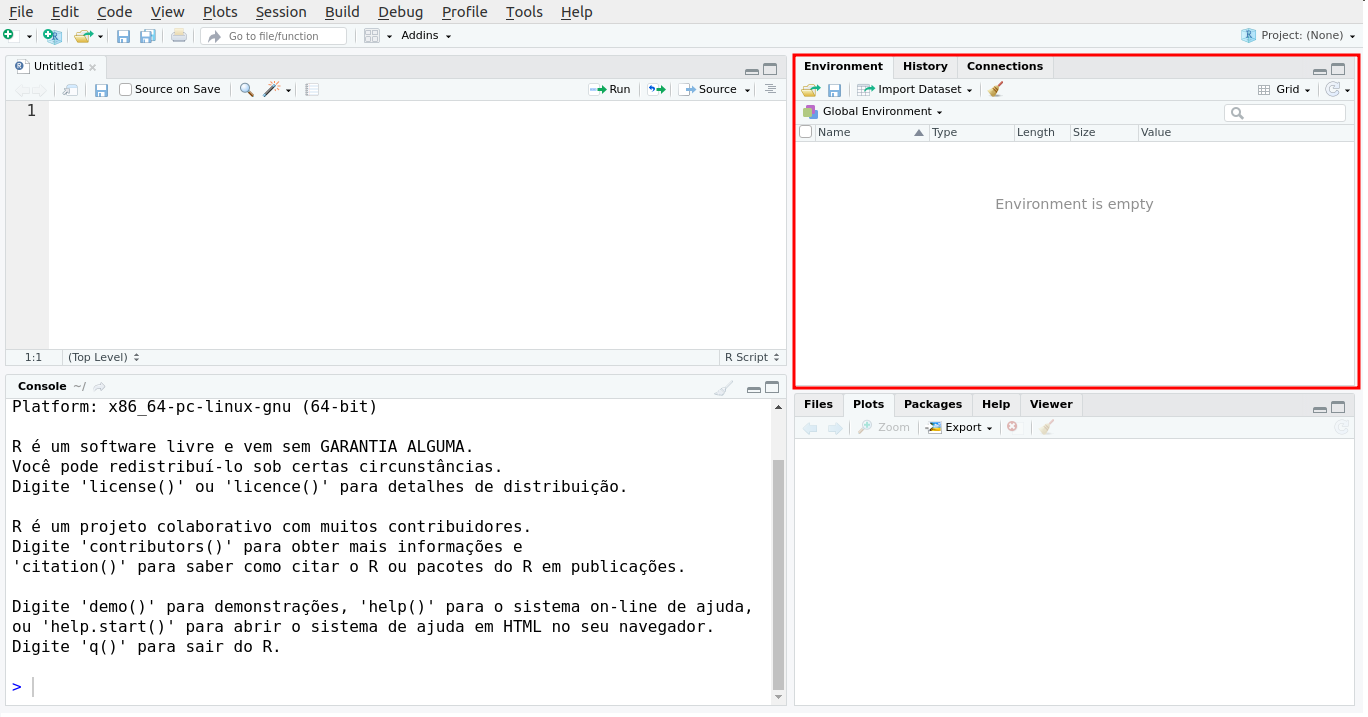 File Edit Code View Plots Session Build Debug Profile Tools Help
Go to file/function Addins Project: (None)
Untitled1
Source on Save Run Source
1
1:1 (Top Level) R Script
Console ~/
Platform: x86_64-pc-linux-gnu (64-bit)
R é um software livre e vem sem GARANTIA ALGUMA.
Você pode redistribuí-lo sob certas circunstâncias.
Digite 'license()' ou 'licence()' para detalhes de distribuição.
R é um projeto colaborativo com muitos contribuidores.
Digite 'contributors()' para obter mais informações e
'citation()' para saber como citar o R ou pacotes do R em publicações.
Digite 'demo()' para demonstrações, 'help()' para o sistema on-line de ajuda,
ou 'help.start()' para abrir o sistema de ajuda em HTML no seu navegador.
Digite 'q()' para sair do R.
>
Environment History Connections
Import Dataset Grid
Global Environment
Name Type Length Size Value
Environment is empty
Files Plots Packages Help Viewer
Zoom Export